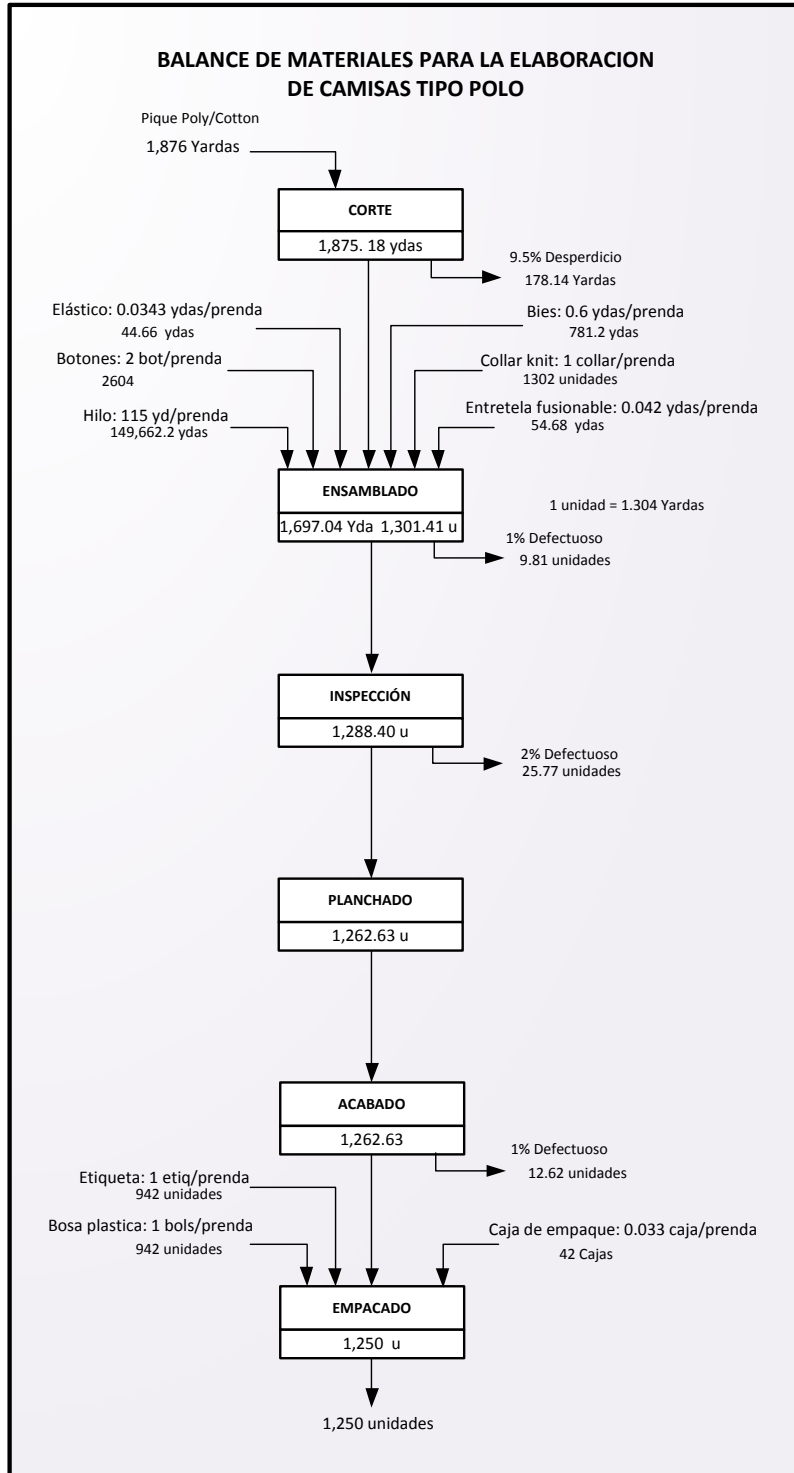 BALANCE DE MATERIALES PARA LA ELABORACION
DE CAMISAS TIPO POLO
Pique Poly/Cotton
1,876 Yardas
CORTE
1,875. 18 ydas
9.5% Desperdicio
178.14 Yardas
Elástico: 0.0343 ydas/prenda
44.66 ydas
Bies: 0.6 ydas/prenda
781.2 ydas
Botones: 2 bot/prenda
2604
Collar knit: 1 collar/prenda
1302 unidades
Hilo: 115 yd/prenda
149,662.2 ydas
Entretela fusionable: 0.042 ydas/prenda
54.68 ydas
ENSAMBLADO
1,697.04 Yda 1,301.41 u
1 unidad = 1.304 Yardas
1% Defectuoso
9.81 unidades
INSPECCIÓN
1,288.40 u
2% Defectuoso
25.77 unidades
PLANCHADO
1,262.63 u
ACABADO
1,262.63
1% Defectuoso
12.62 unidades
Etiqueta: 1 etiq/prenda
942 unidades
Bosa plastica: 1 bols/prenda
942 unidades
Caja de empaque: 0.033 caja/prenda
42 Cajas
EMPACADO
1,250 u
1,250 unidades